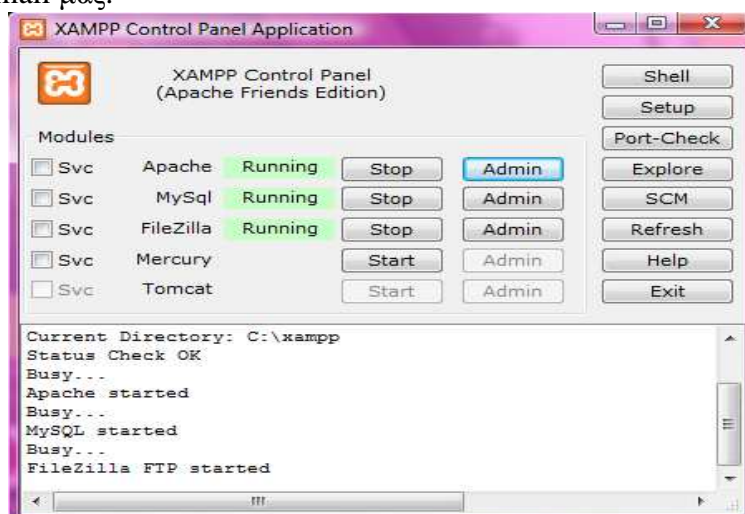 μας.
XAMPP Control Panel Application
XAMPP Control Panel
(Apache Friends Edition)
Shell
Setup
Modules
Port-Check
Svc Apache Running Stop Admin Explore
Svc MySql Running Stop Admin SCM
Svc FileZilla Running Stop Admin Refresh
Svc Mercury Start Admin Help
Svc Tomcat Start Admin Exit
Current Directory: C:\xampp
Status Check OK
Busy...
Apache started
Busy...
MySQL started
Busy...
FileZilla FTP started